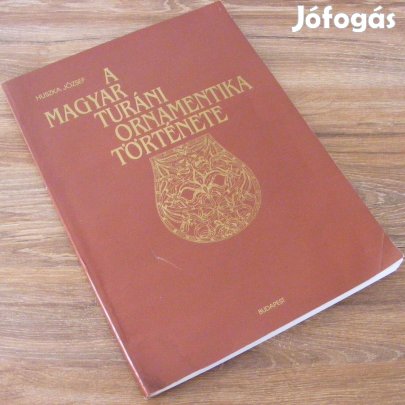 Jófogás
HUSZKA JÓZSEF
A
MAGYAR
TURÁNI
ORNAMENTIKA
TÖRTÉNETE
BUDAPEST